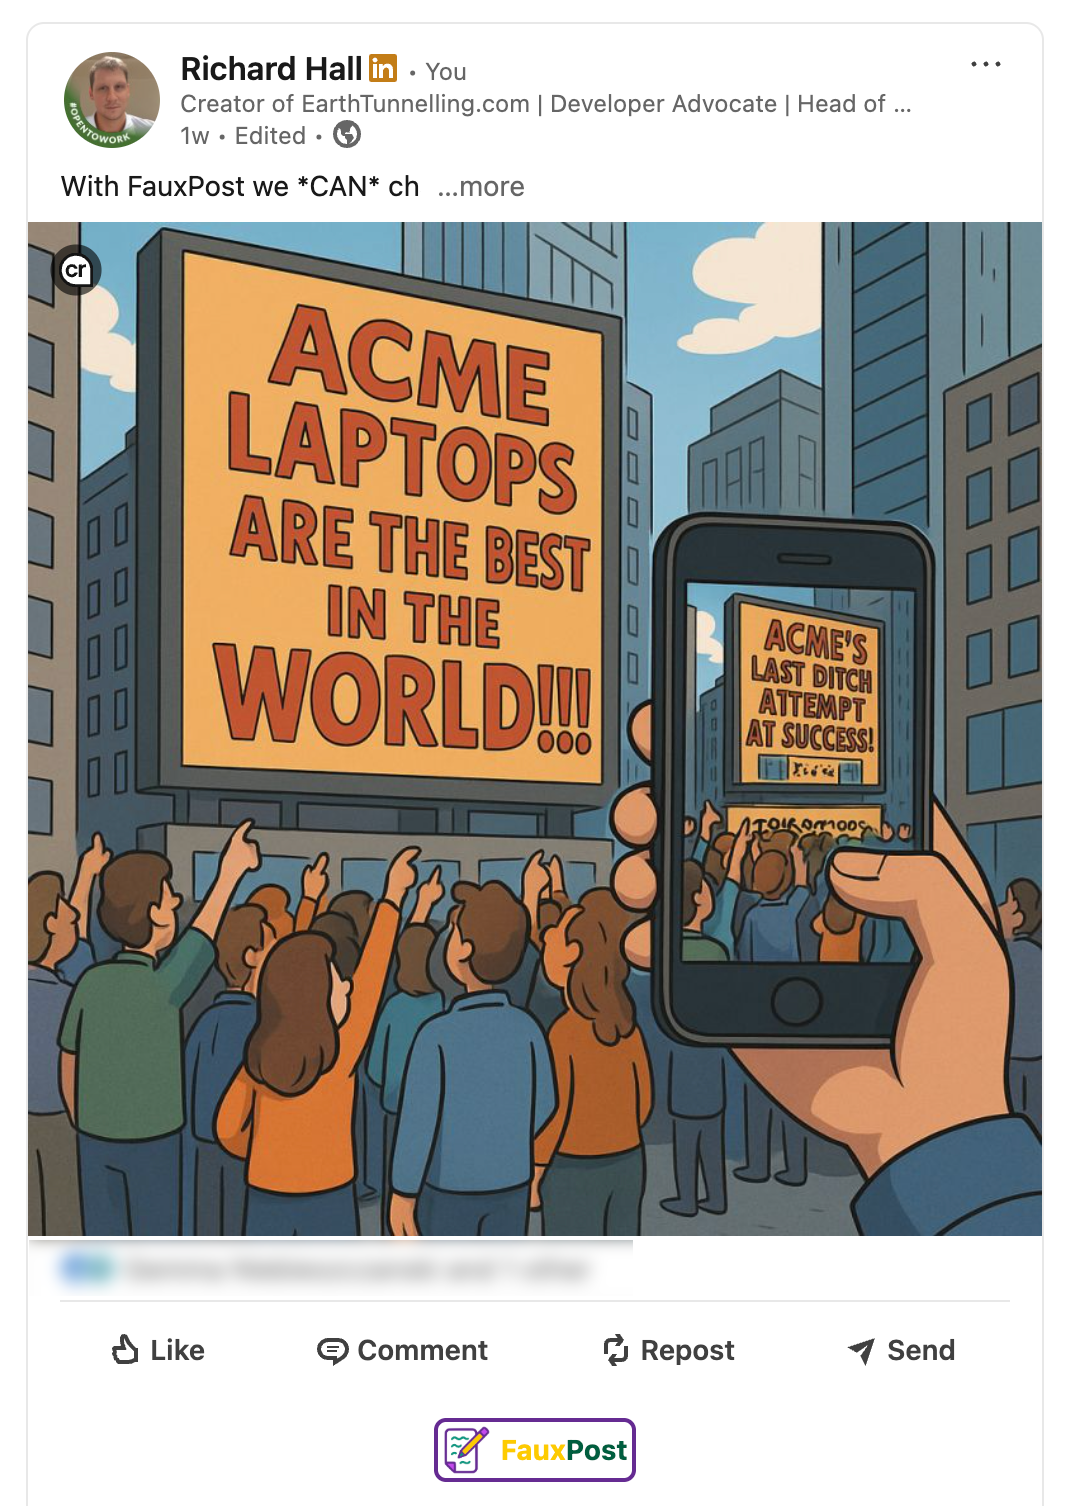 Richard Hall in • You
Creator of EarthTunnelling.com | Developer Advocate | Head of ...
1w • Edited •
#OPENTOWORK
With FauxPost we *CAN* ch ...more
cr
ACME
LAPTOPS
ARE THE BEST
IN THE
WORLD!!!
ACME'S
LAST DITCH
ATTEMPT
AT SUCCESS!
Like
Comment
Repost
Send
FauxPost